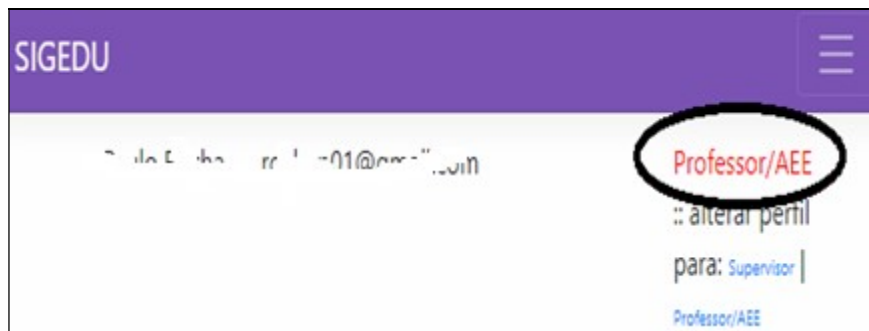 SIGEDU
Professor/AEE
:: alterar perfil
para: Supervisor |
Professor/AEE